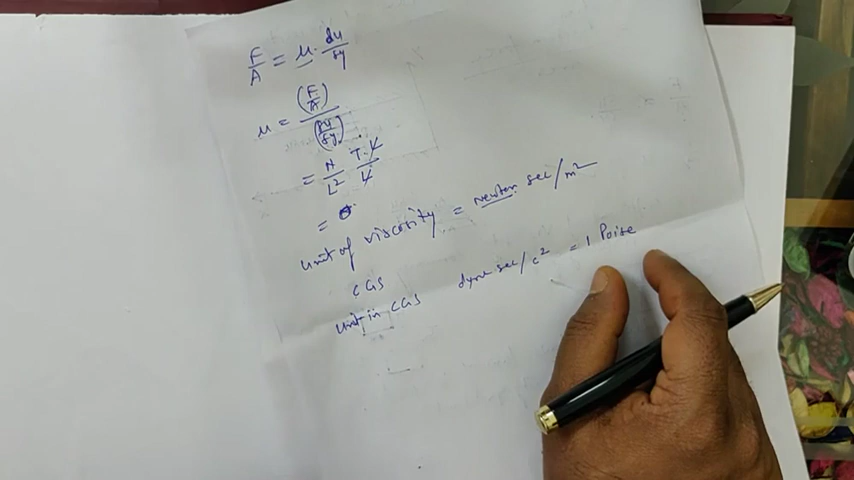 F/A = μ. du/dy
μ = (F/A)/(du/dy)
= N/L² T.L/L
=
unit of viscosity = newton sec/m²
CGS
unit in CGS dyne sec/c² = 1 Poise